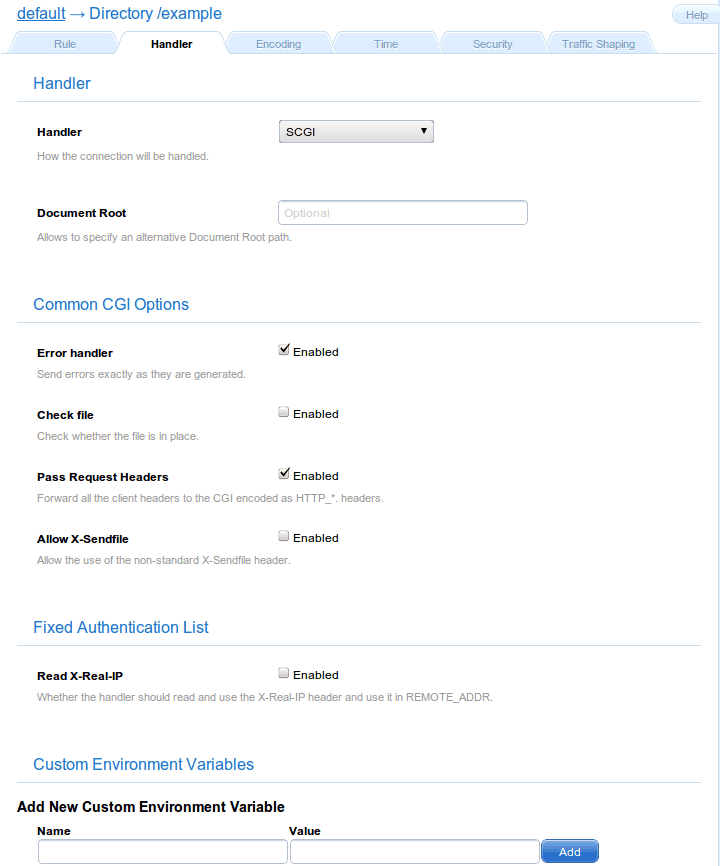 default → Directory /example
Help
Rule Handler Encoding Time Security Traffic Shaping
Handler
Handler SCGI
How the connection will be handled.
Document Root Optional
Allows to specify an alternative Document Root path.
Common CGI Options
Error handler Enabled
Send errors exactly as they are generated.
Check file Enabled
Check whether the file is in place.
Pass Request Headers Enabled
Forward all the client headers to the CGI encoded as HTTP_*. headers.
Allow X-Sendfile Enabled
Allow the use of the non-standard X-Sendfile header.
Fixed Authentication List
Read X-Real-IP Enabled
Whether the handler should read and use the X-Real-IP header and use it in REMOTE_ADDR.
Custom Environment Variables
Add New Custom Environment Variable
Name Value
Add